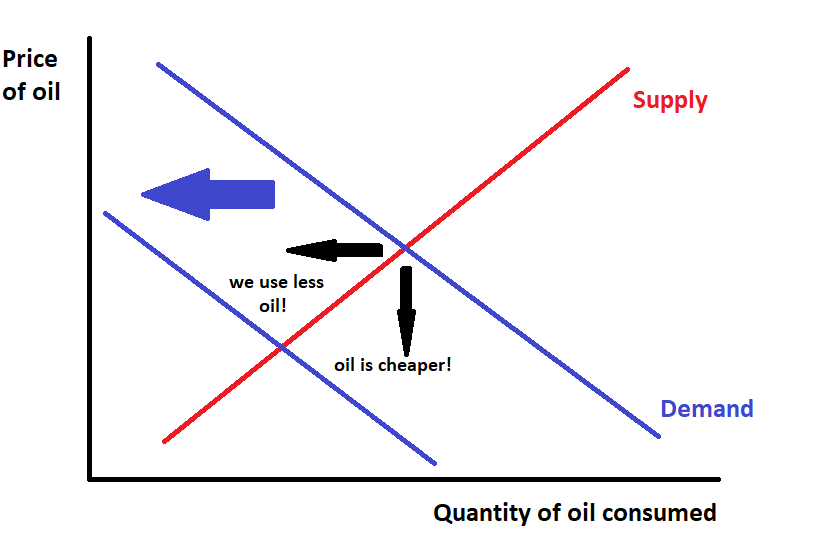 Price
of oil
Supply
we use less
oil!
oil is cheaper!
Demand
Quantity of oil consumed